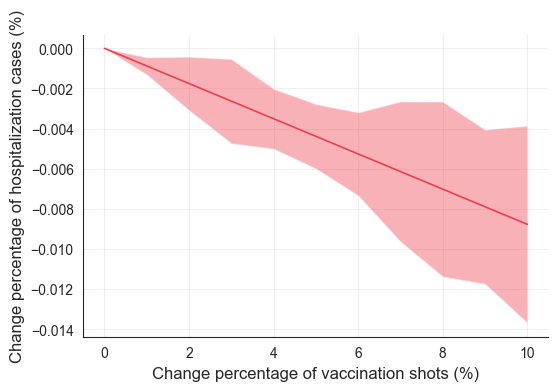 Change percentage of hospitalization cases (%)
0.000
−0.002
−0.004
−0.006
−0.008
−0.010
−0.012
−0.014
0 2 4 6 8 10
Change percentage of vaccination shots (%)